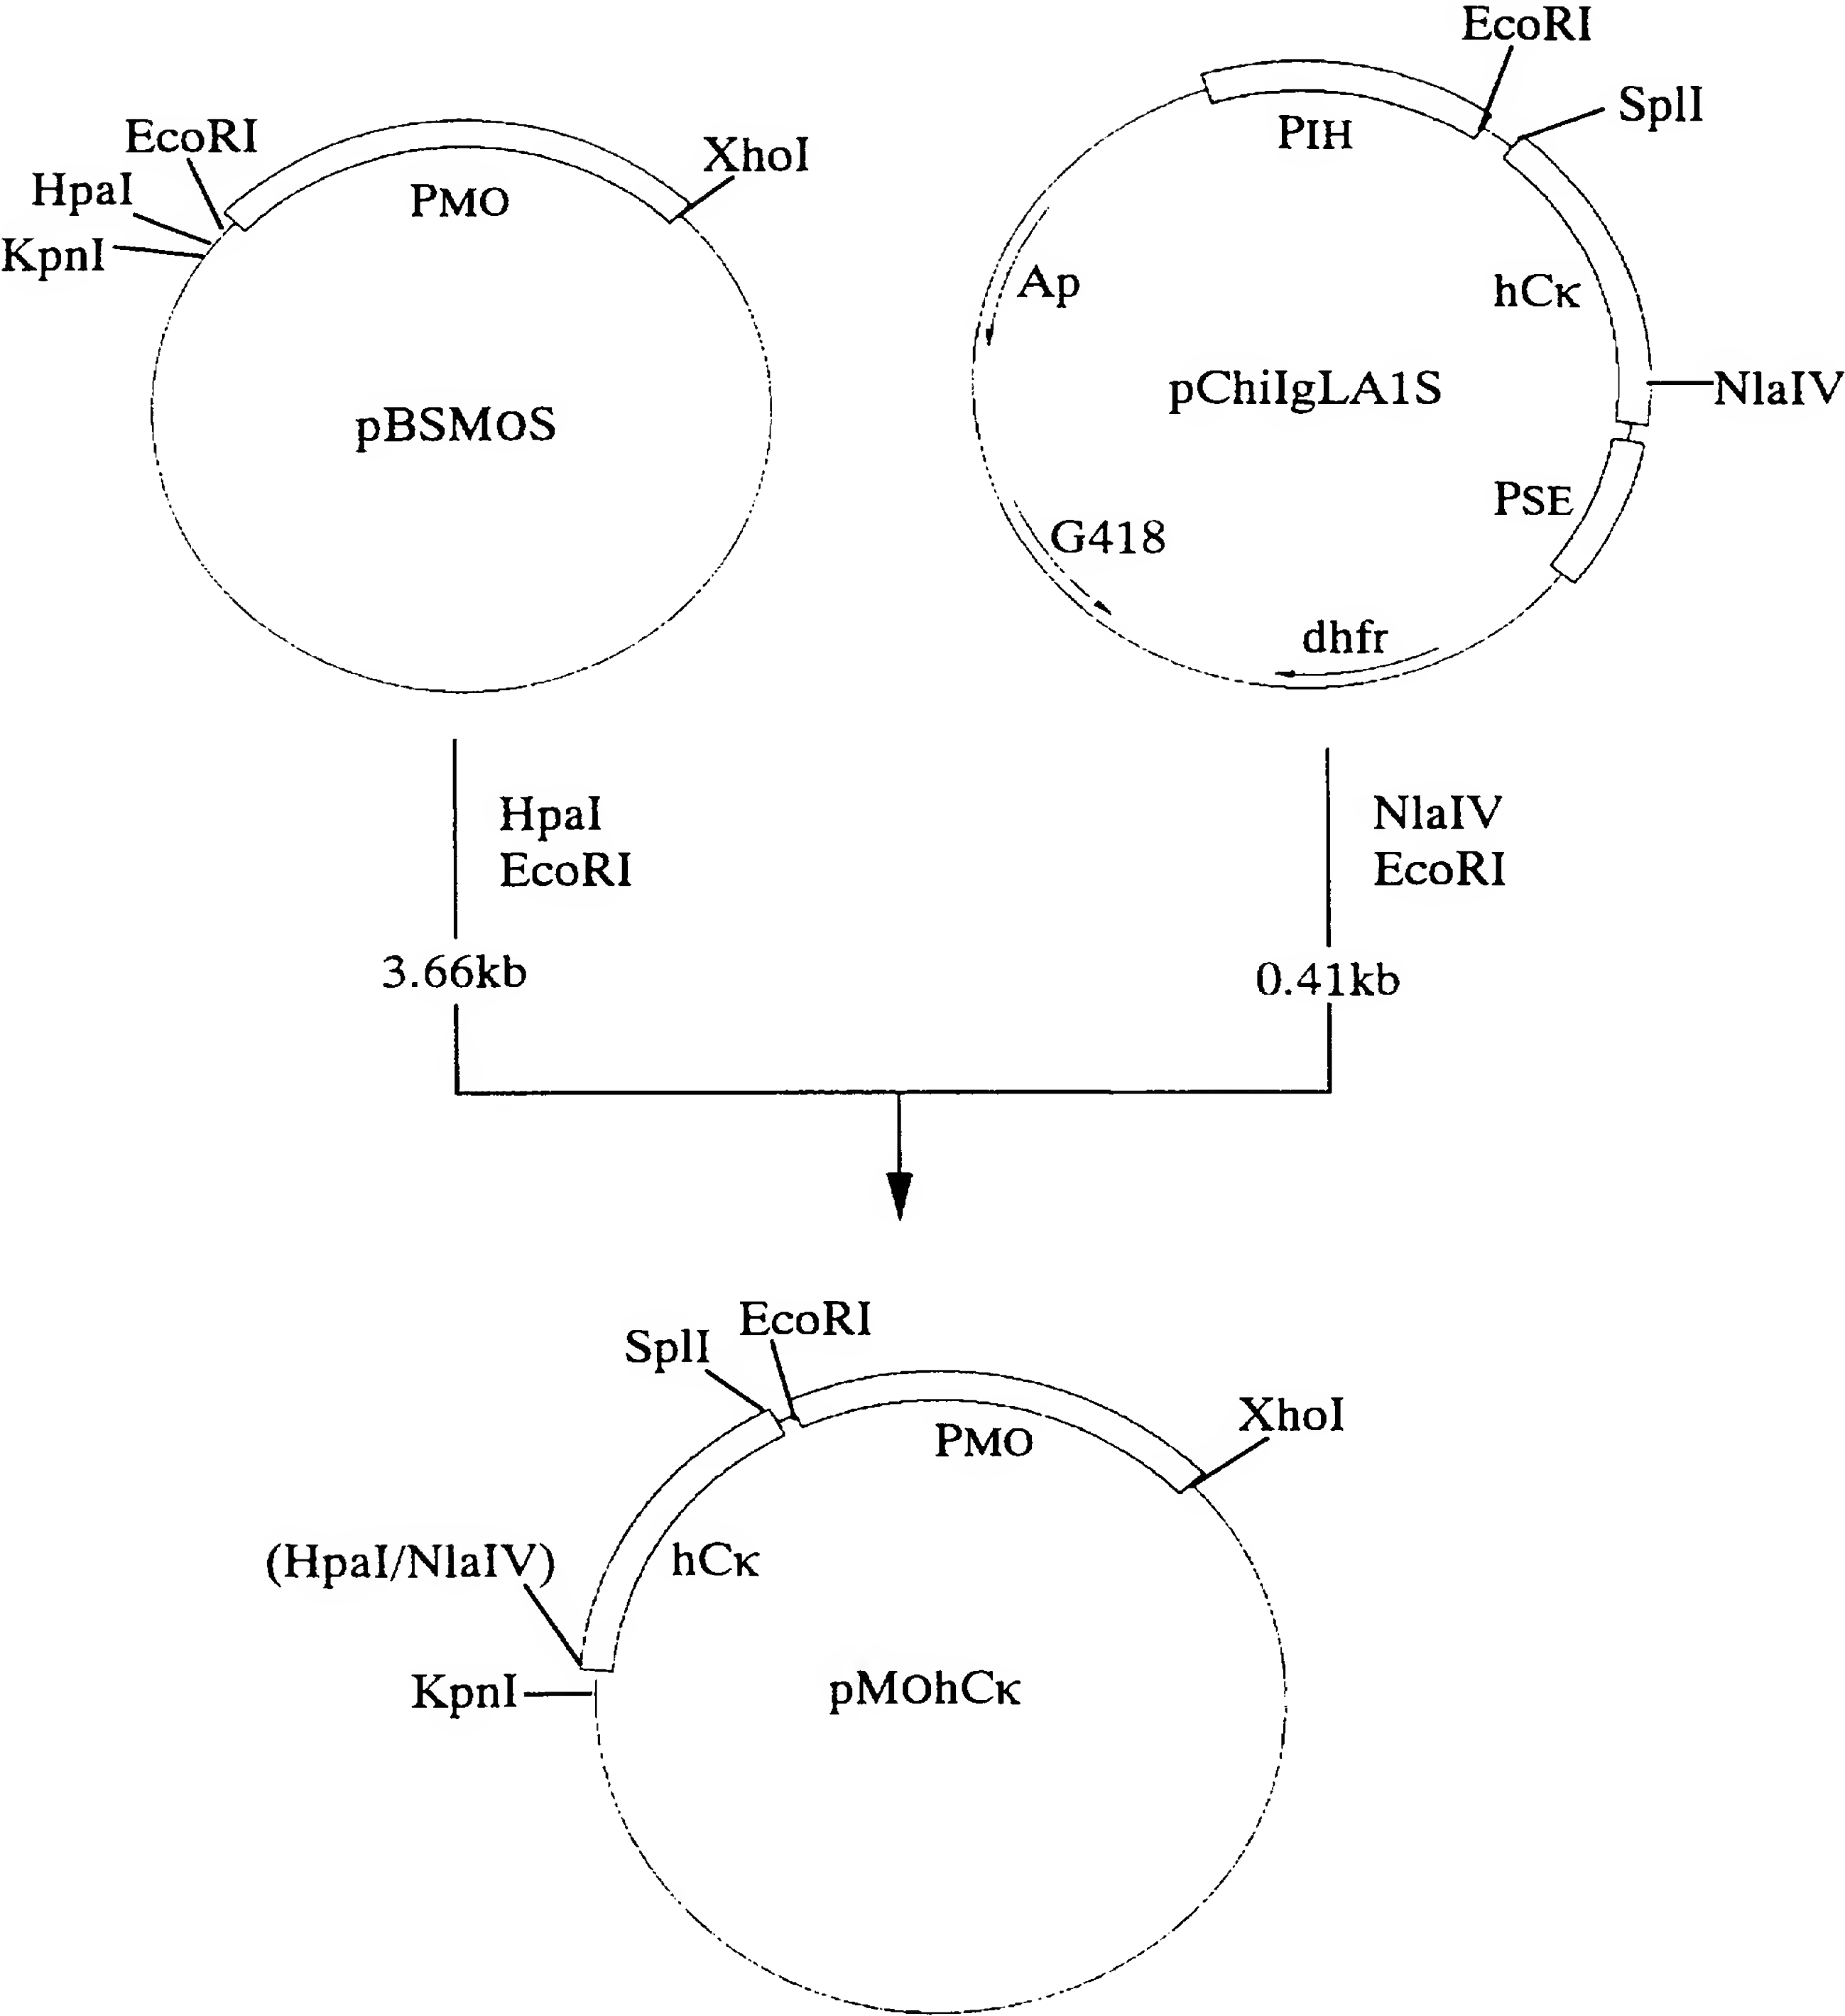 EcoRI
SplI
PIH
EcoRI
XhoI
HpaI
PMO
KpnI
Ap
hCκ
pBSMOS
pChiIgLA1S
NlaIV
PSE
G418
dhfr
HpaI
EcoRI
NlaIV
EcoRI
3.66kb
0.41kb
EcoRI
SplI
XhoI
PMO
(HpaI/NlaIV)
hCκ
KpnI
pMOhCκ